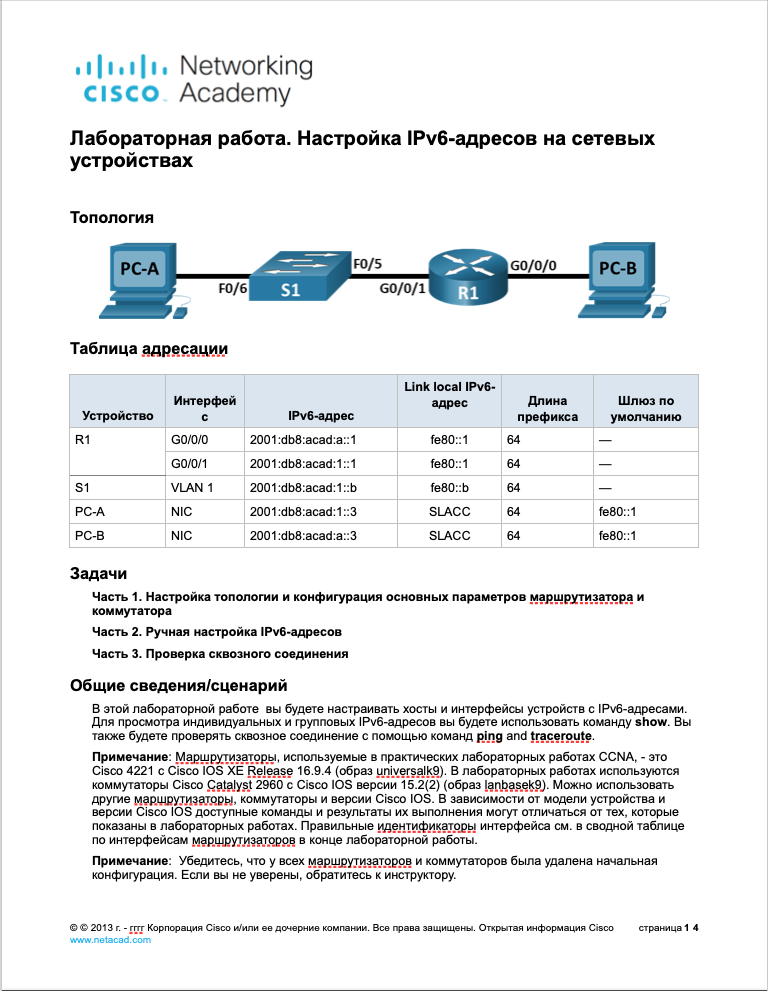 Networking
CISCO Academy
Лабораторная работа. Настройка IPv6-адресов на сетевых
устройствах
Топология
PC-A
F0/6
S1
F0/5
G0/0/1
R1
G0/0/0
PC-B
Таблица адресации
Устройство Интерфей
с IPv6-адрес Link local IPv6-
адрес Длина
префикса Шлюз по
умолчанию
R1 G0/0/0 2001:db8:acad:a::1 fe80::1 64 —
G0/0/1 2001:db8:acad:1::1 fe80::1 64 —
S1 VLAN 1 2001:db8:acad:1::b fe80::b 64 —
PC-A NIC 2001:db8:acad:1::3 SLACC 64 fe80::1
PC-B NIC 2001:db8:acad:a::3 SLACC 64 fe80::1
Задачи
Часть 1. Настройка топологии и конфигурация основных параметров маршрутизатора и
коммутатора
Часть 2. Ручная настройка IPv6-адресов
Часть 3. Проверка сквозного соединения
Общие сведения/сценарий
В этой лабораторной работе вы будете настраивать хосты и интерфейсы устройств с IPv6-адресами.
Для просмотра индивидуальных и групповых IPv6-адресов вы будете использовать команду show. Вы
также будете проверять сквозное соединение с помощью команд ping and traceroute.
Примечание: Маршрутизаторы, используемые в практических лабораторных работах CCNA, - это
Cisco 4221 с Cisco IOS XE Release 16.9.4 (образ universalk9). В лабораторных работах используются
коммутаторы Cisco Catalyst 2960 с Cisco IOS версии 15.2(2) (образ lanbasek9). Можно использовать
другие маршрутизаторы, коммутаторы и версии Cisco IOS. В зависимости от модели устройства и
версии Cisco IOS доступные команды и результаты их выполнения могут отличаться от тех, которые
показаны в лабораторных работах. Правильные идентификаторы интерфейса см. в сводной таблице
по интерфейсам маршрутизаторов в конце лабораторной работы.
Примечание: Убедитесь, что у всех маршрутизаторов и коммутаторов была удалена начальная
конфигурация. Если вы не уверены, обратитесь к инструктору.
© © 2013 г. - гггг Корпорация Cisco и/или ее дочерние компании. Все права защищены. Открытая информация Cisco страница 1 4
www.netacad.com